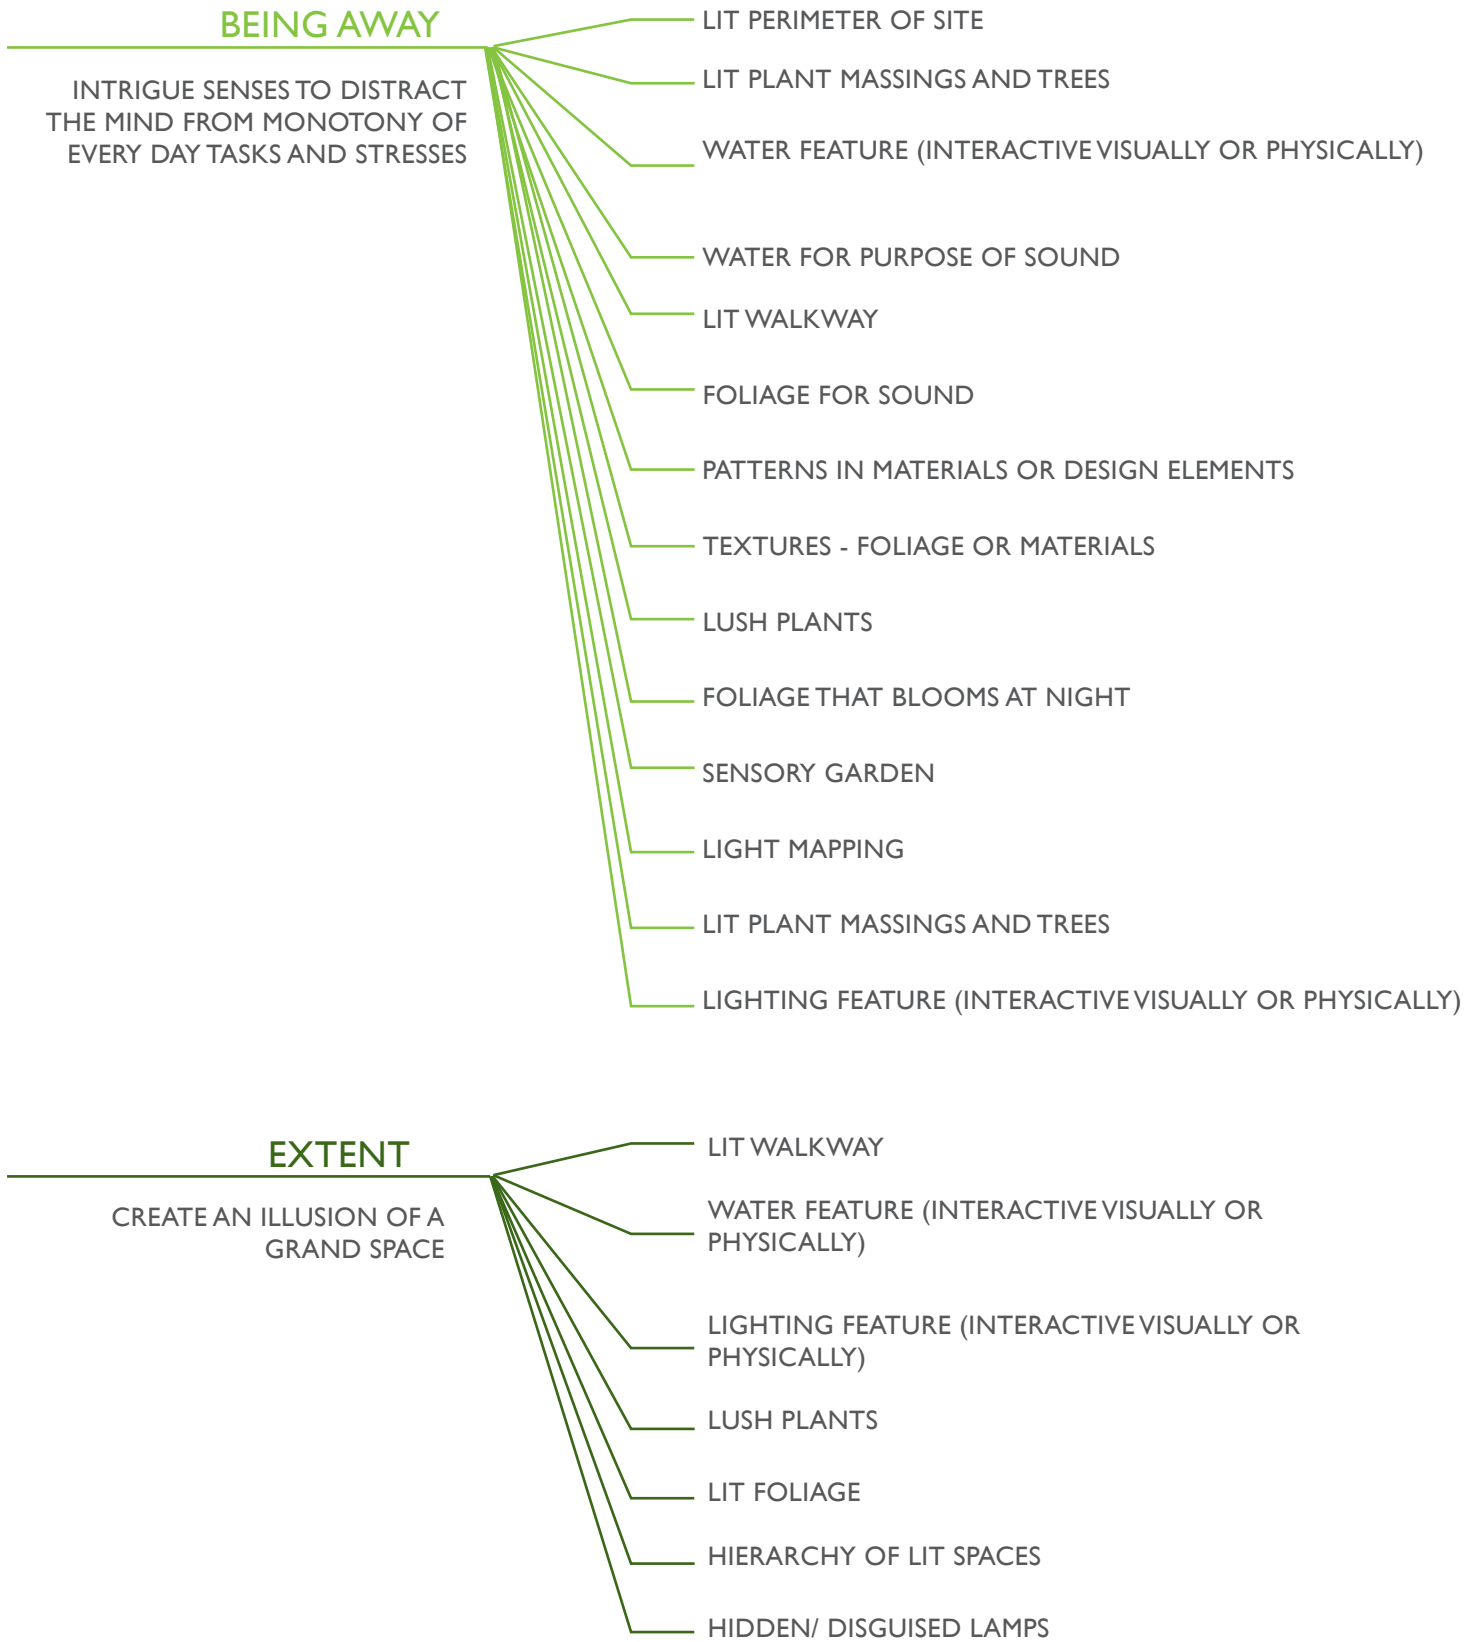 BEING AWAY
INTRIGUE SENSES TO DISTRACT
THE MIND FROM MONOTONY OF
EVERY DAY TASKS AND STRESSES
LIT PERIMETER OF SITE
LIT PLANT MASSINGS AND TREES
WATER FEATURE (INTERACTIVE VISUALLY OR PHYSICALLY)
WATER FOR PURPOSE OF SOUND
LIT WALKWAY
FOLIAGE FOR SOUND
PATTERNS IN MATERIALS OR DESIGN ELEMENTS
TEXTURES - FOLIAGE OR MATERIALS
LUSH PLANTS
FOLIAGE THAT BLOOMS AT NIGHT
SENSORY GARDEN
LIGHT MAPPING
LIT PLANT MASSINGS AND TREES
LIGHTING FEATURE (INTERACTIVE VISUALLY OR PHYSICALLY)
EXTENT
CREATE AN ILLUSION OF A
GRAND SPACE
LIT WALKWAY
WATER FEATURE (INTERACTIVE VISUALLY OR
PHYSICALLY)
LIGHTING FEATURE (INTERACTIVE VISUALLY OR
PHYSICALLY)
LUSH PLANTS
LIT FOLIAGE
HIERARCHY OF LIT SPACES
HIDDEN/ DISGUISED LAMPS